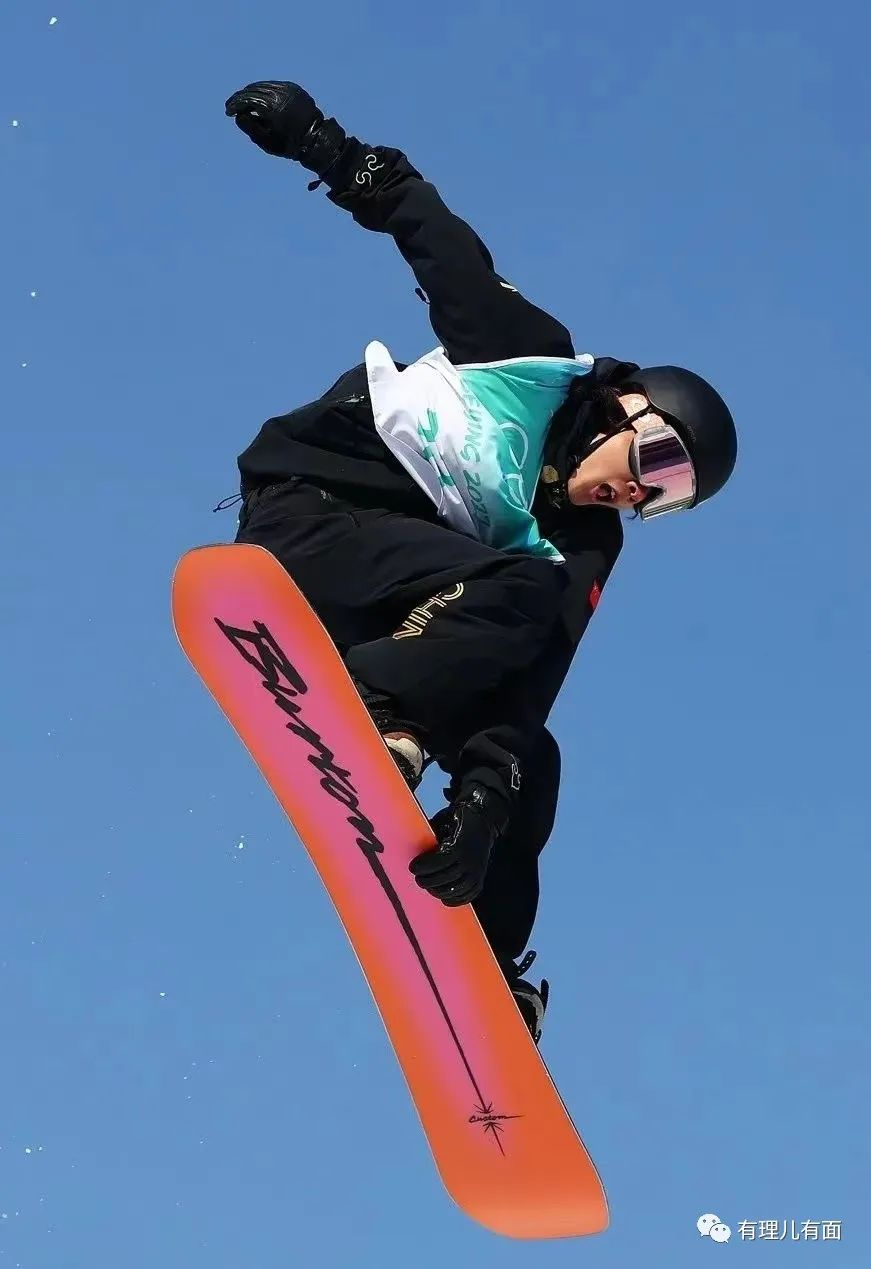 BEIJING 2022
CHINA
Burton
Custom
有理儿有面